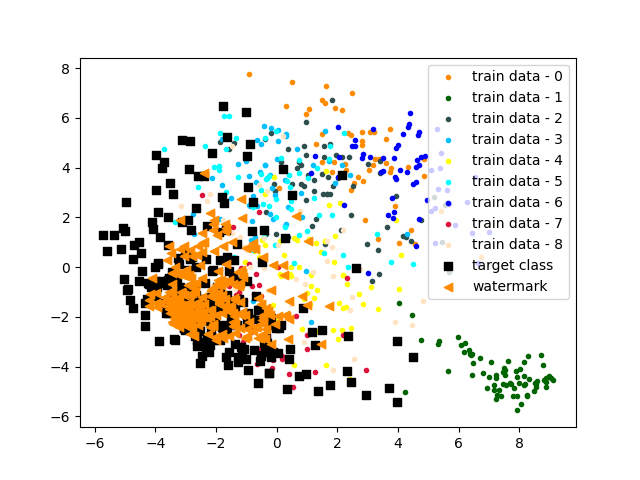 8
6
4
2
0
−2
−4
−6
−6 −4 −2 0 2 4 6 8
train data - 0
train data - 1
train data - 2
train data - 3
train data - 4
train data - 5
train data - 6
train data - 7
train data - 8
target class
watermark